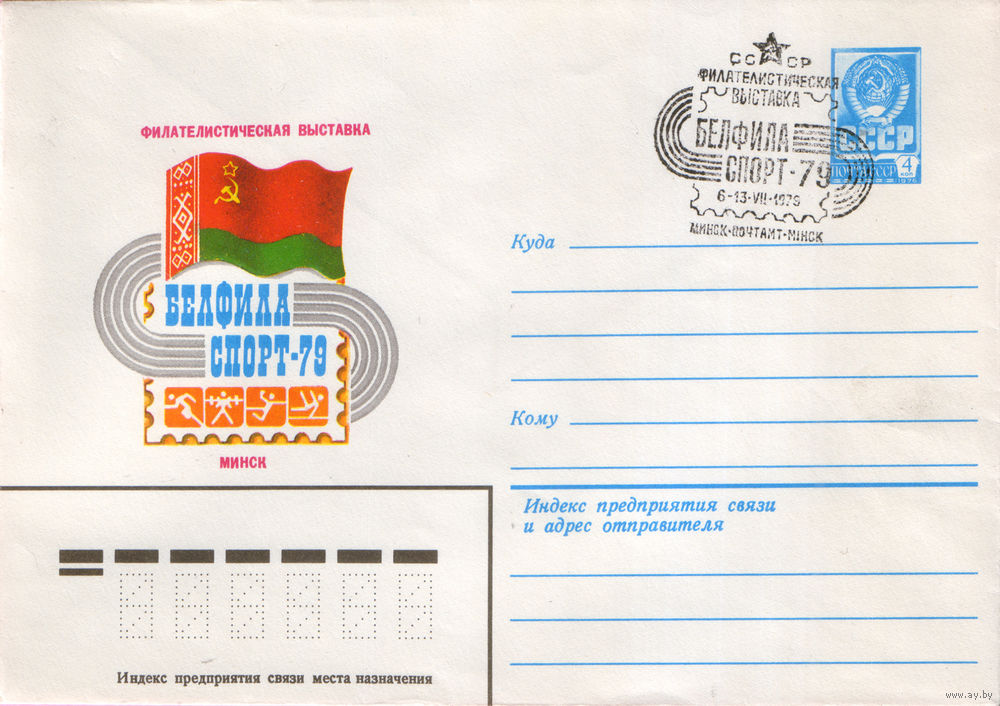 ФИЛАТЕЛИСТИЧЕСКАЯ ВЫСТАВКА
БЕЛФИЛА
СПОРТ-79
МИНСК
СССР
ФИЛАТЕЛИСТИЧЕСКАЯ
ВЫСТАВКА
БЕЛФИЛА
СПОРТ-79
6-13-VII-1979
МИНСК-ПОЧТАМТ-МІНСК
СССР
ПОЧТА СССР
4
КОП
1976
Куда
Кому
Индекс предприятия связи
и адрес отправителя
Индекс предприятия связи места назначения
www.ay.by